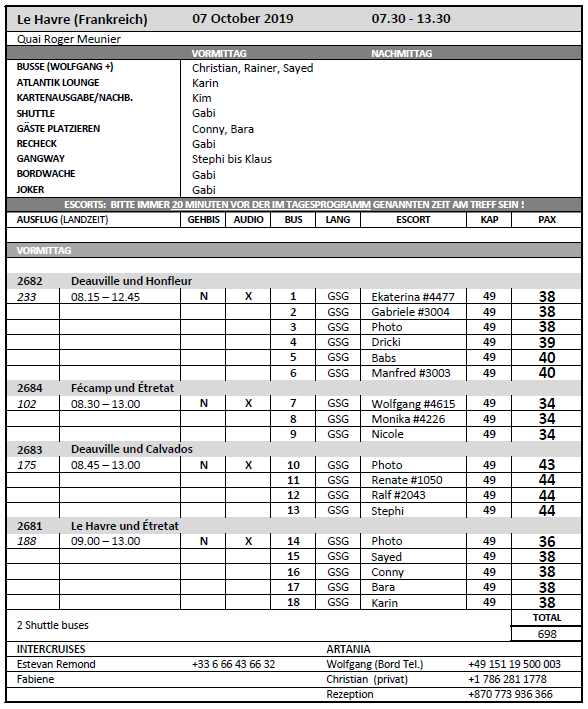 Le Havre (Frankreich) 07 October 2019 07.30 - 13.30
Quai Roger Meunier
VORMITTAG NACHMITTAG
BUSSE (WOLFGANG +) Christian, Rainer, Sayed
ATLANTIK LOUNGE Karin
KARTENAUSGABE/NACHB. Kim
SHUTTLE Gabi
GÄSTE PLATZIEREN Conny, Bara
RECHECK Gabi
GANGWAY Stephi bis Klaus
BORDWACHE Gabi
JOKER Gabi
ESCORTS: BITTE IMMER 20 MINUTEN VOR DER IM TAGESPROGRAMM GENANNTEN ZEIT AM TREFF SEIN !
AUSFLUG (LANDZEIT) GEHBIS AUDIO BUS LANG ESCORT KAP PAX
VORMITTAG
2682 Deauville und Honfleur
233 08.15 – 12.45 N X 1 GSG Ekaterina #4477 49 38
2 GSG Gabriele #3004 49 38
3 GSG Photo 49 38
4 GSG Dricki 49 39
5 GSG Babs 49 40
6 GSG Manfred #3003 49 40
2684 Fécamp und Étretat
102 08.30 – 13.00 N X 7 GSG Wolfgang #4615 49 34
8 GSG Monika #4226 49 34
9 GSG Nicole 49 34
2683 Deauville und Calvados
175 08.45 – 13.00 N X 10 GSG Photo 49 43
11 GSG Renate #1050 49 44
12 GSG Ralf #2043 49 44
13 GSG Stephi 49 44
2681 Le Havre und Étretat
188 09.00 – 13.00 N X 14 GSG Photo 49 36
15 GSG Sayed 49 38
16 GSG Conny 49 38
17 GSG Bara 49 38
18 GSG Karin 49 38
2 Shuttle buses TOTAL
698
INTERCRUISES ARTANIA
Estevan Remond +33 6 66 43 66 32 Wolfgang (Bord Tel.) +49 151 19 500 003
Fabiene Christian (privat) +1 786 281 1778
Rezeption +870 773 936 366